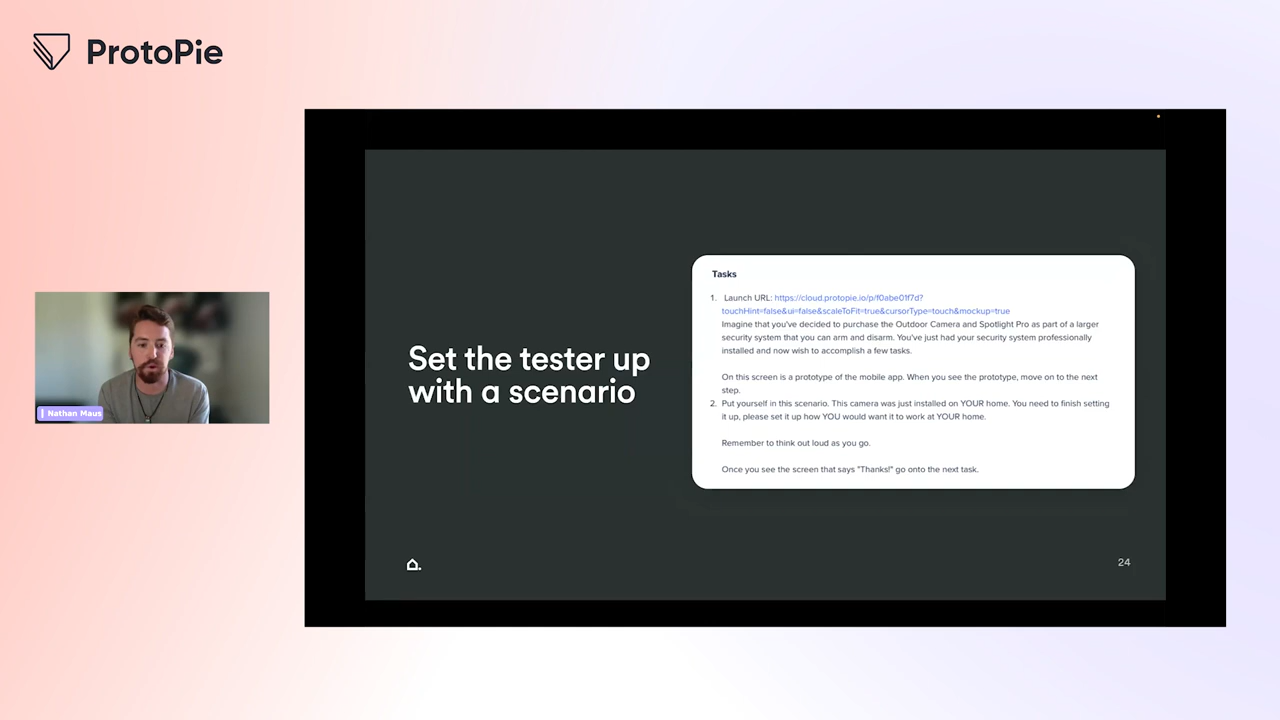 ProtoPie
Nathan Maus
Set the tester up
with a scenario
Tasks
1. Launch URL: https://cloud.protopie.io/p/f0abe01f7d?
touchHint=false&ui=false&scaleToFit=true&cursorType=touch&mockup=true
Imagine that you've decided to purchase the Outdoor Camera and Spotlight Pro as part of a larger
security system that you can arm and disarm. You've just had your security system professionally
installed and now wish to accomplish a few tasks.
On this screen is a prototype of the mobile app. When you see the prototype, move on to the next
step.
2. Put yourself in this scenario. This camera was just installed on YOUR home. You need to finish setting
it up, please set it up how YOU would want it to work at YOUR home.
Remember to think out loud as you go.
Once you see the screen that says "Thanks!" go onto the next task.
24